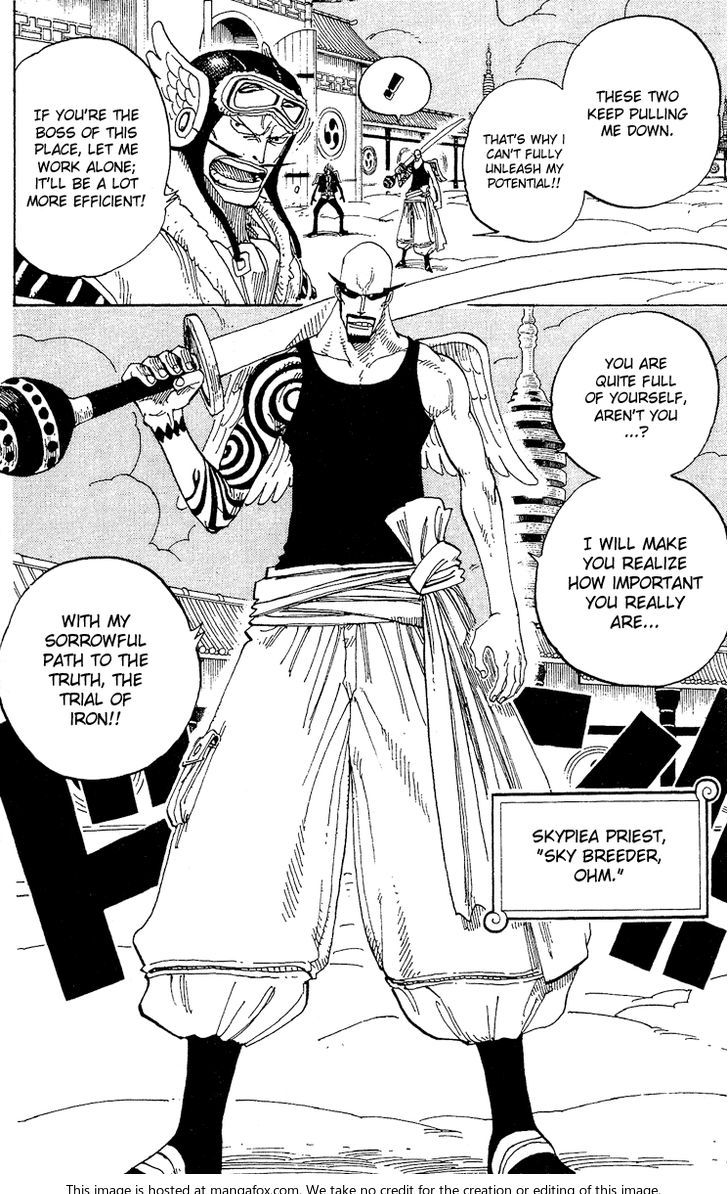 THESE TWO
KEEP PULLING
ME DOWN.
THAT'S WHY I
CAN'T FULLY
UNLEASH MY
POTENTIAL!!
!
IF YOU'RE THE
BOSS OF THIS
PLACE, LET ME
WORK ALONE;
IT'LL BE A LOT
MORE EFFICIENT!
YOU ARE
QUITE FULL
OF YOURSELF,
AREN'T YOU
...?
I WILL MAKE
YOU REALIZE
HOW IMPORTANT
YOU REALLY
ARE...
WITH MY
SORROWFUL
PATH TO THE
TRUTH, THE
TRIAL OF
IRON!!
SKYPIEA PRIEST,
"SKY BREEDER,
OHM."
This image is hosted at mangafox.com. We take no credit for the creation or editing of this image.